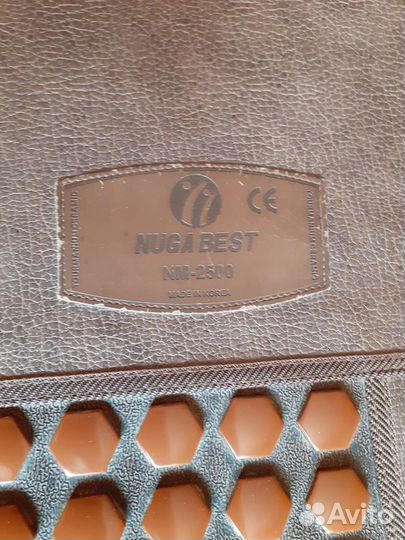 CE
NUGA BEST
NM-2500
MADE IN KOREA
Avito